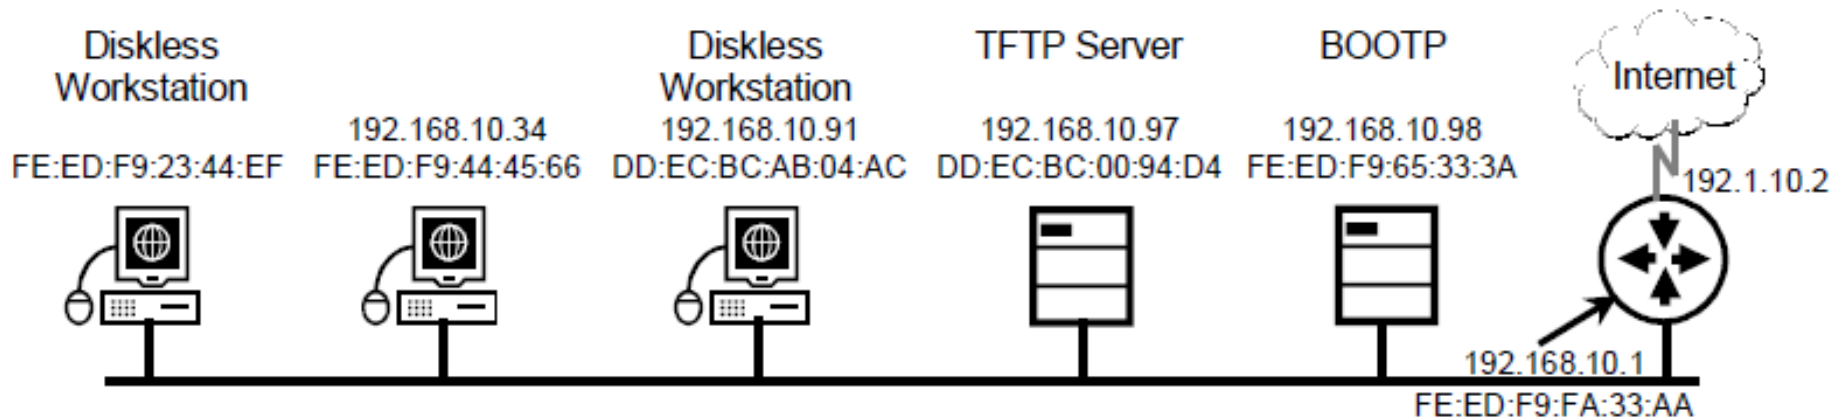 Diskless
Workstation
FE:ED:F9:23:44:EF
192.168.10.34
FE:ED:F9:44:45:66
Diskless
Workstation
192.168.10.91
DD:EC:BC:AB:04:AC
TFTP Server
192.168.10.97
DD:EC:BC:00:94:D4
BOOTP
192.168.10.98
FE:ED:F9:65:33:3A
Internet
192.1.10.2
192.168.10.1
FE:ED:F9:FA:33:AA